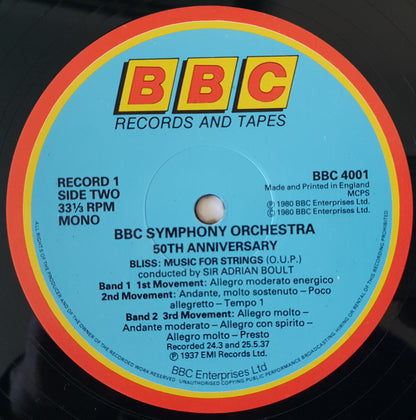 BBC
RECORDS AND TAPES
RECORD 1
SIDE TWO
33⅓ RPM
MONO
BBC 4001
Made and Printed in England
MCPS
Ⓟ 1980 BBC Enterprises Ltd.
© 1980 BBC Enterprises Ltd.
BBC SYMPHONY ORCHESTRA
50TH ANNIVERSARY
BLISS: MUSIC FOR STRINGS (O.U.P.)
conducted by SIR ADRIAN BOULT
Band 1 1st Movement: Allegro moderato energico
2nd Movement: Andante, molto sostenuto – Poco
allegretto – Tempo 1
Band 2 3rd Movement: Allegro molto –
Andante moderato – Allegro con spirito –
Allegro molto – Presto
Recorded 24.3 and 25.5.37
Ⓟ 1937 EMI Records Ltd.
BBC Enterprises Ltd
ALL RIGHTS OF THE PRODUCER AND OF THE OWNER OF THE RECORDED WORK RESERVED. UNAUTHORISED COPYING PUBLIC PERFORMANCE BROADCASTING HIRING OR RENTAL OF THIS RECORDING PROHIBITED